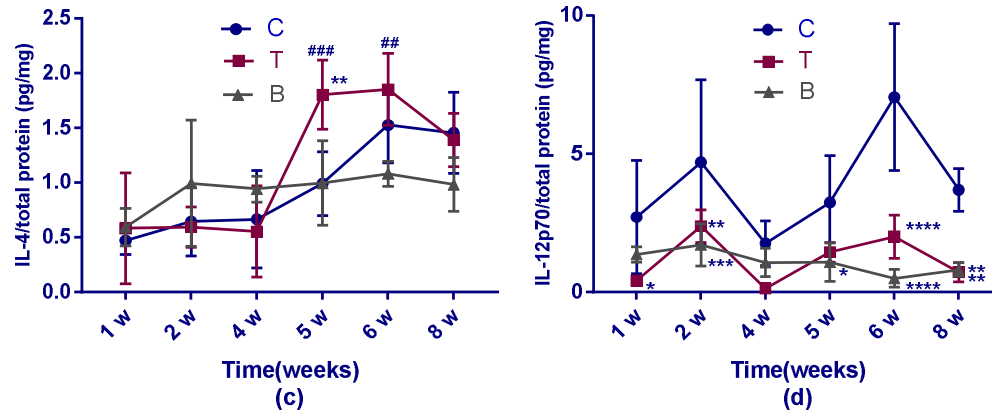 IL-4/total protein (pg/mg)
2.5
2.0
1.5
1.0
0.5
0.0
C
T
B
###
##
**
1 w
2 w
4 w
5 w
6 w
8 w
Time(weeks)
(c)
IL-12p70/total protein (pg/mg)
10
5
0
C
T
B
*
**
***
*
****
****
**
**
1 w
2 w
4 w
5 w
6 w
8 w
Time(weeks)
(d)